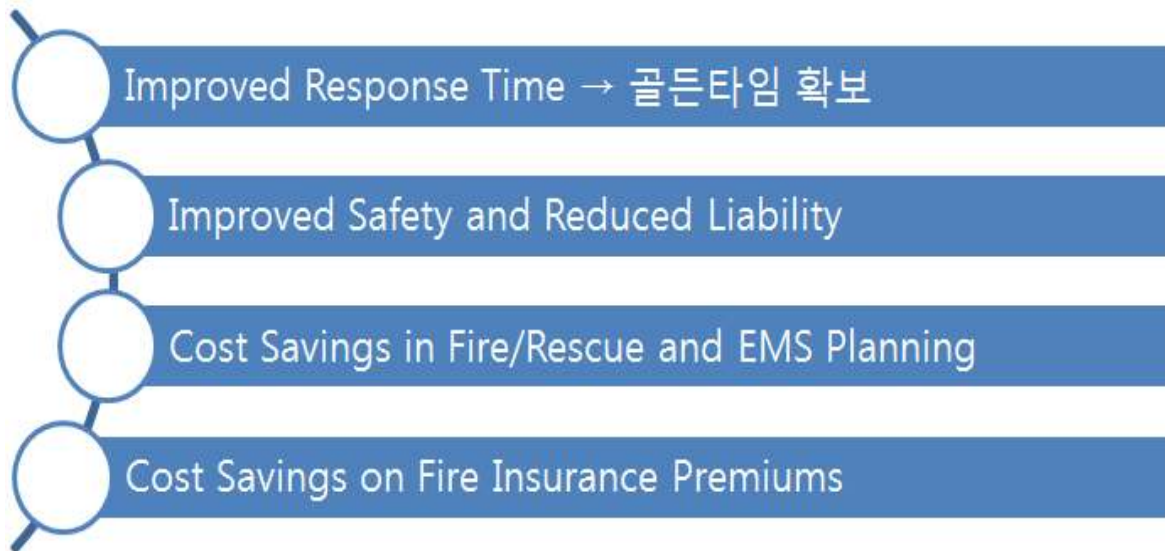 Improved Response Time → 골든타임 확보
Improved Safety and Reduced Liability
Cost Savings in Fire/Rescue and EMS Planning
Cost Savings on Fire Insurance Premiums